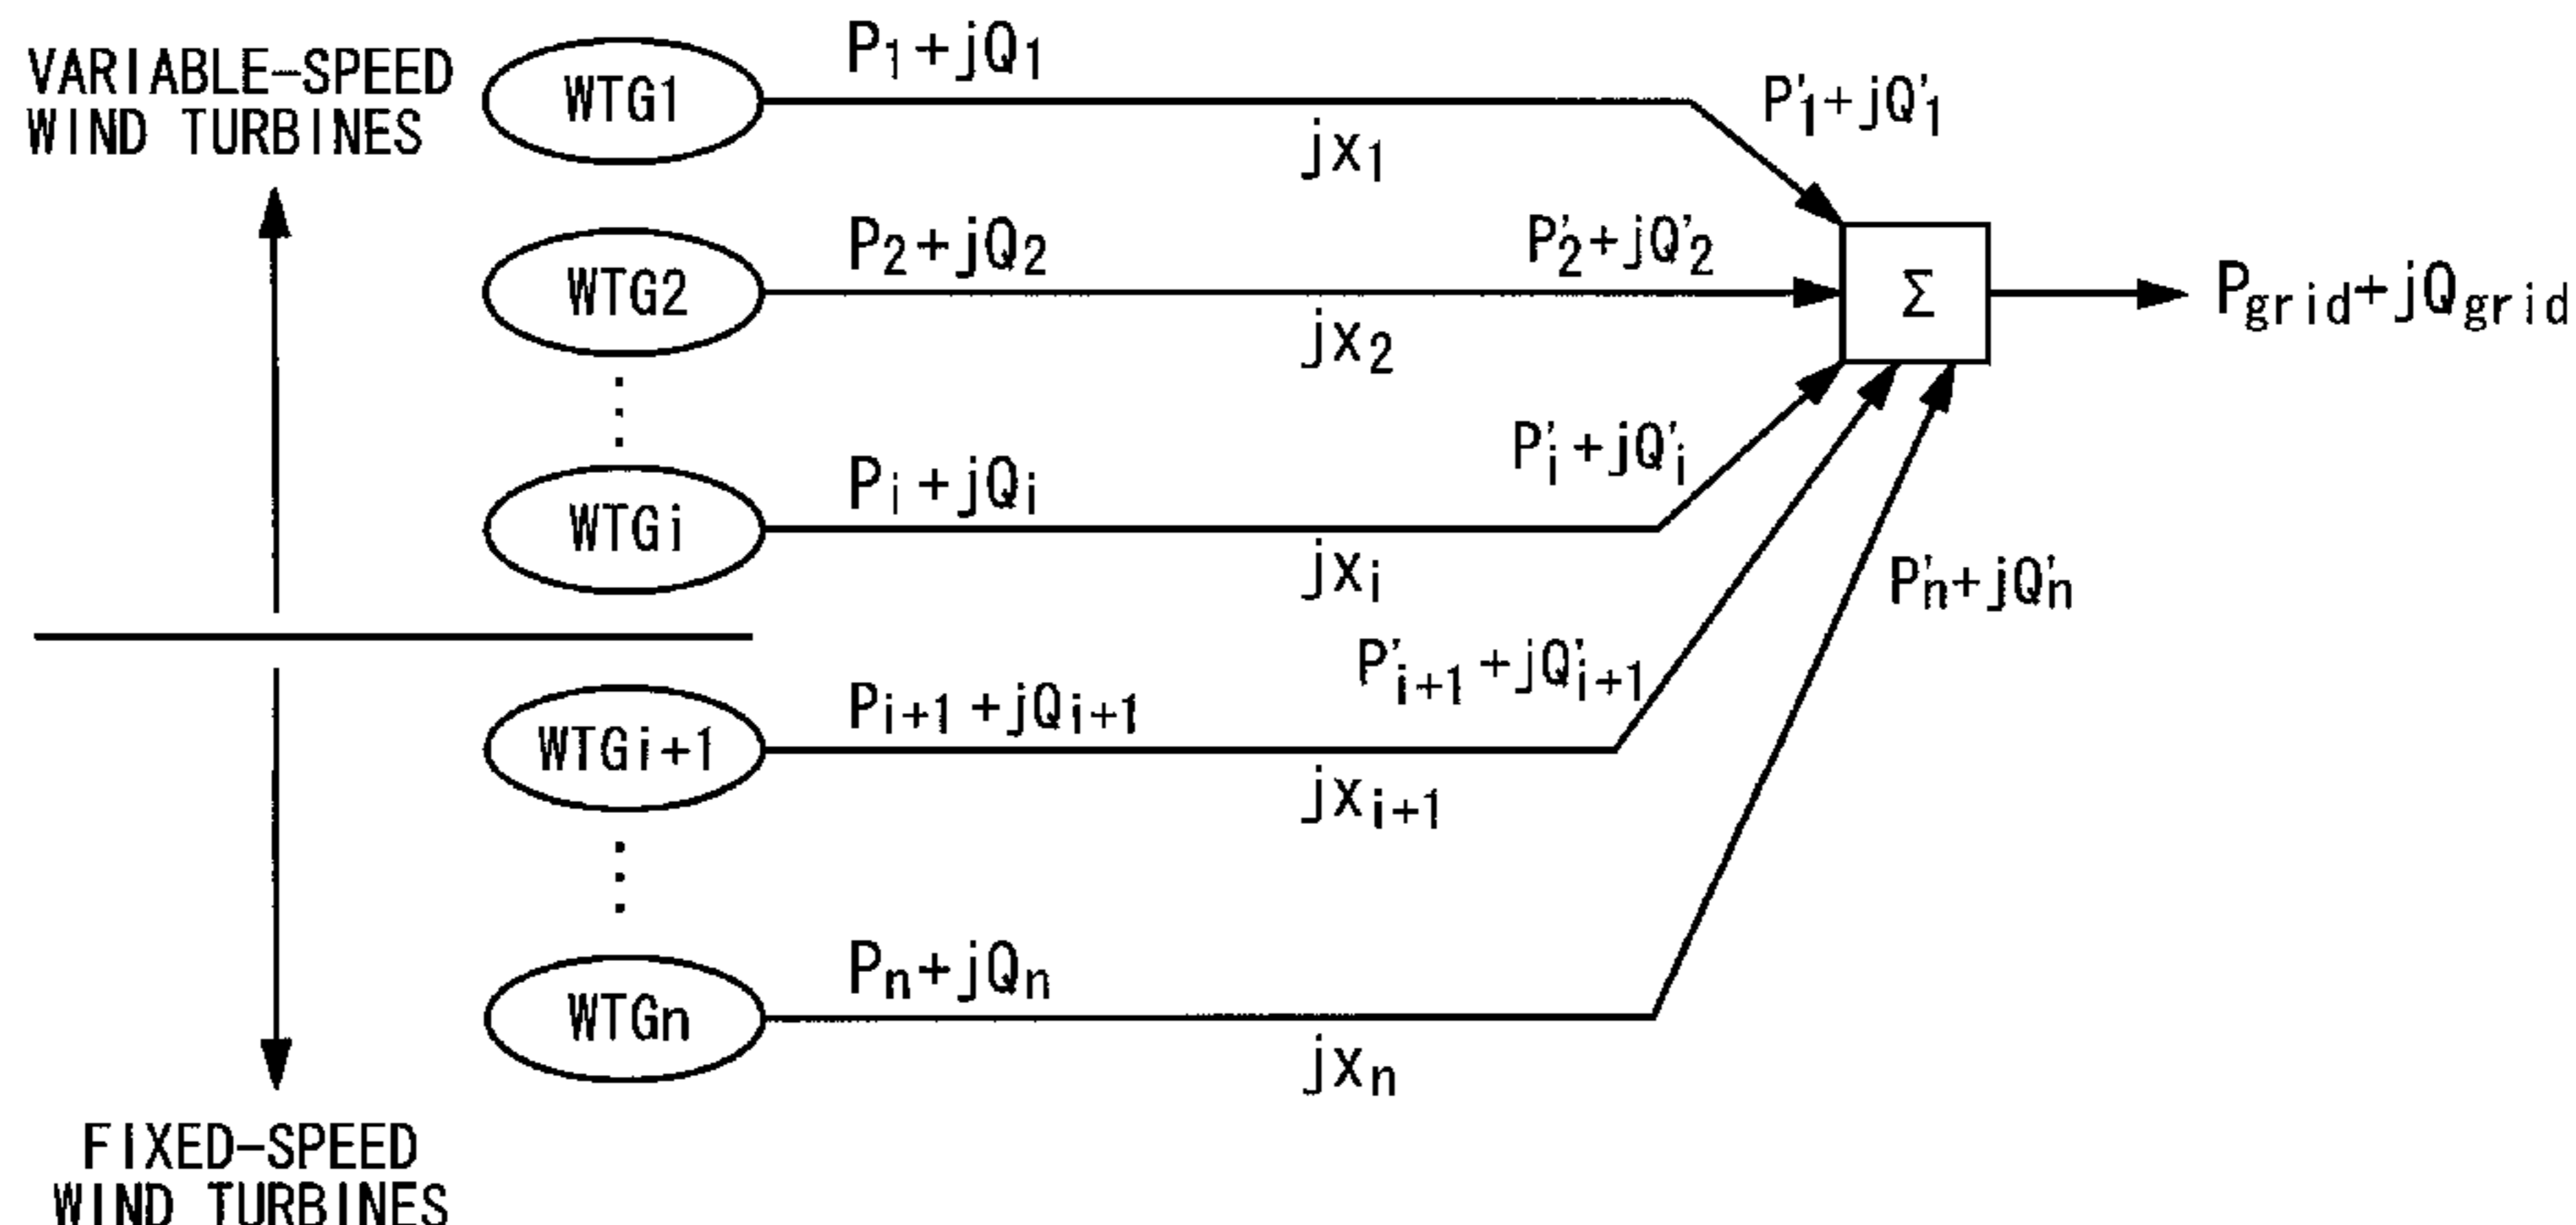 VARIABLE-SPEED
WIND TURBINES
WTG1
P1+jQ1
jx1
P'1+jQ'1
WTG2
P2+jQ2
jx2
P'2+jQ'2
Σ
Pgrid+jQgrid
WTGi
Pi+jQi
jxi
P'i+jQ'i
WTGi+1
Pi+1+jQi+1
jxi+1
P'i+1+jQ'i+1
WTGn
Pn+jQn
jxn
P'n+jQ'n
FIXED-SPEED
WIND TURBINES